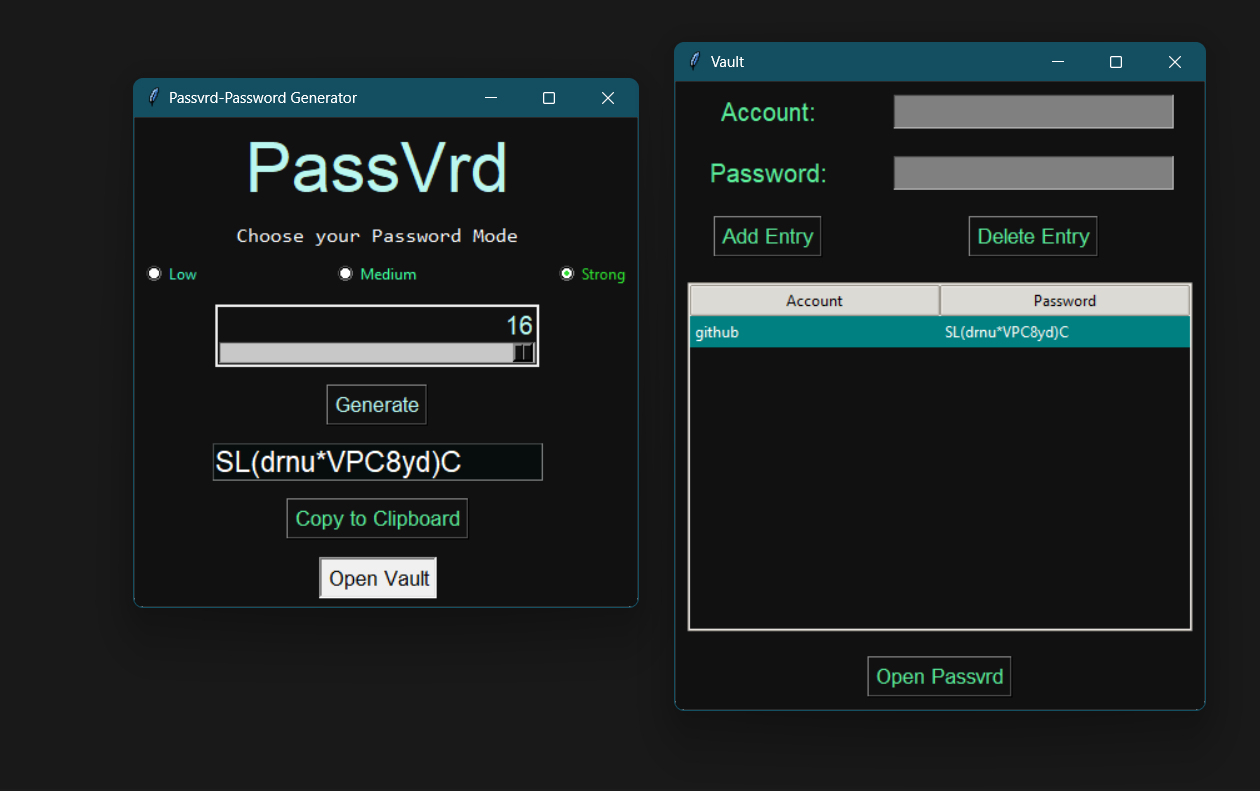 Passvrd-Password Generator
PassVrd
Choose your Password Mode
Low Medium Strong
16
Generate
SL(drnu*VPC8yd)C
Copy to Clipboard
Open Vault
Vault
Account:
Password:
Add Entry Delete Entry
Account Password
github SL(drnu*VPC8yd)C
Open Passvrd